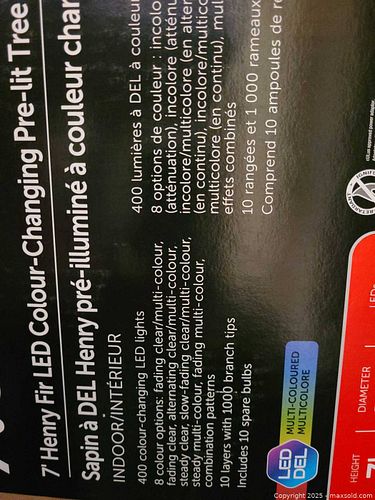 7' Henry Fir LED Colour-Changing Pre-lit Tree
Sapin à DEL Henry pré-illuminé à couleur
INDOOR/INTÉRIEUR
400 colour-changing LED lights
8 colour options: fading clear/multi-colour,
fading clear, alternating clear/multi-colour,
steady clear, slow-fading clear/multi-colour,
steady multi-colour, fading multi-colour,
combination patterns
10 layers with 1000 branch tips
Includes 10 spare bulbs
400 lumières à DEL à couleur
8 options de couleur : incolo
(atténuation), incolore (atténu
incolore/multicolore (en alter
(en continu), incolore/multico
multicolore (en continu), mul
effets combinés
10 rangées et 1 000 rameaux
Comprend 10 ampoules de
LED
DEL
MULTI-COLOURED
MULTICOLORE
HEIGHT
DIAMETER
LEDs
Copyright 2025 - maxsold.com